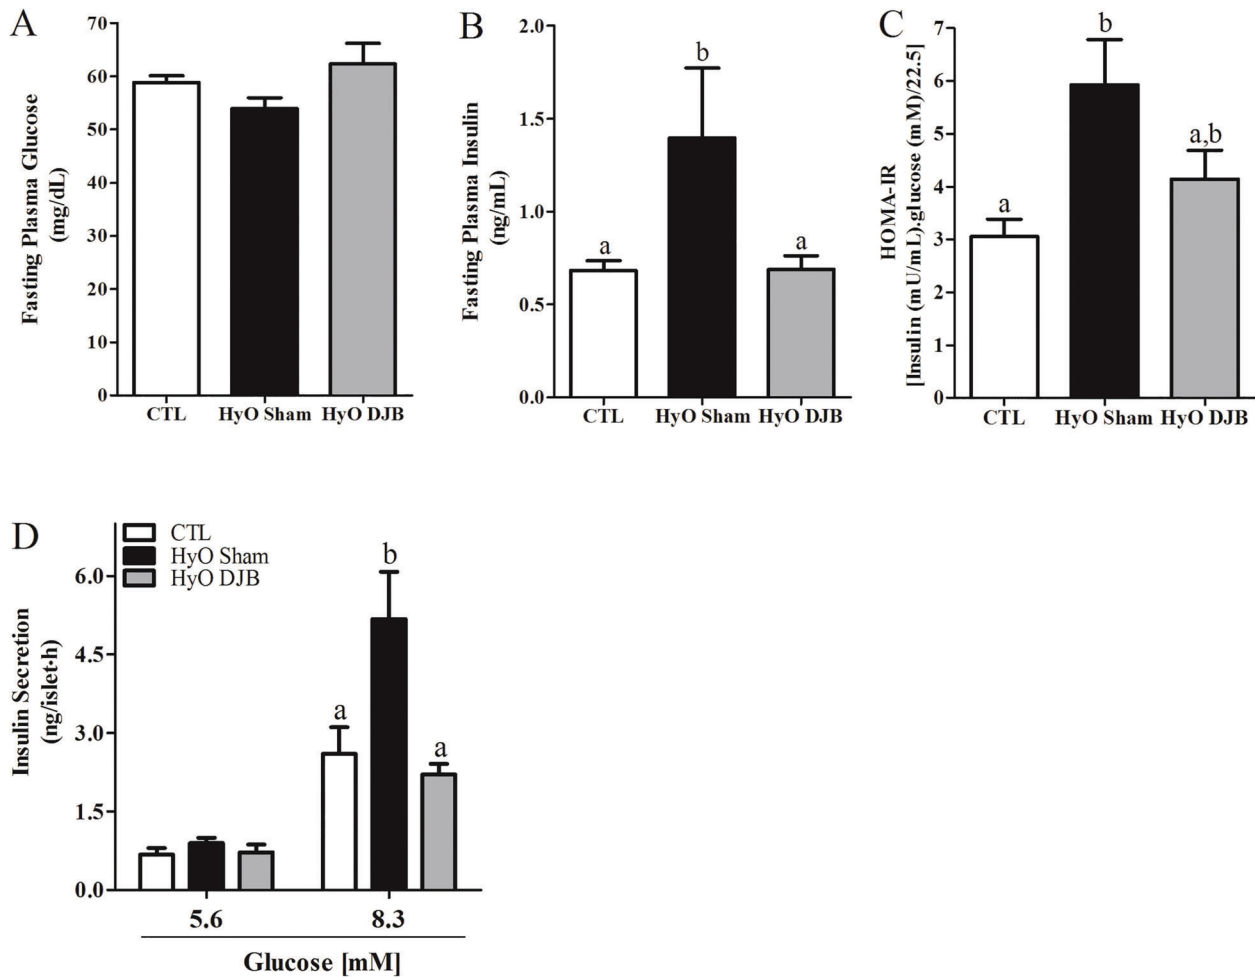 A
Fasting Plasma Glucose
(mg/dL)
70
60
50
40
30
20
10
0
CTL
HyO Sham
HyO DJB
B
Fasting Plasma Insulin
(ng/mL)
2.0
1.5
1.0
0.5
0.0
a
b
a
CTL
HyO Sham
HyO DJB
C
HOMA-IR
[Insulin (mU/mL).glucose (mM)/22.5]
7
6
5
4
3
2
1
0
a
b
a,b
CTL
HyO Sham
HyO DJB
D
CTL
HyO Sham
HyO DJB
Insulin Secretion
(ng/islet·h)
6.0
4.5
3.0
1.5
0.0
a
b
a
5.6
8.3
Glucose [mM]